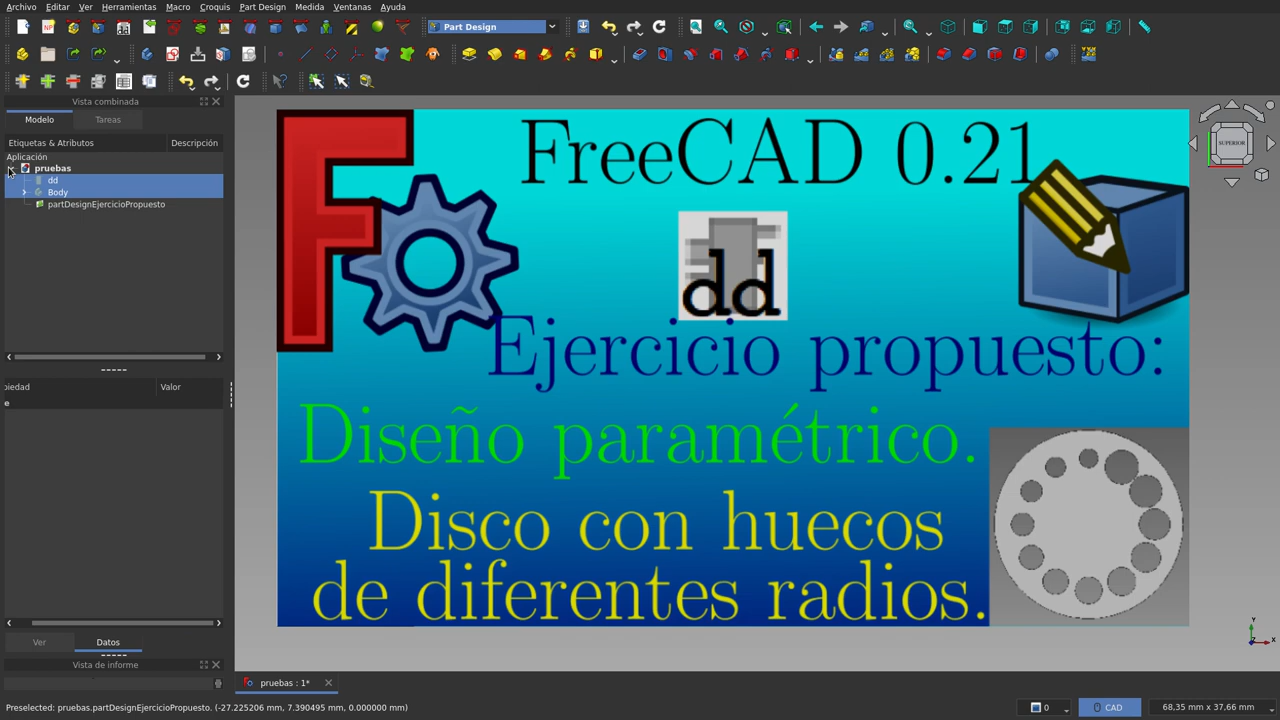 Archivo Editar Ver Herramientas Macro Croquis Part Design Medida Ventanas Ayuda
Part Design
Vista combinada
Modelo Tareas
Etiquetas & Atributos Descripción
Aplicación
pruebas
dd
Body
partDesignEjercicioPropuesto
piedad Valor
e
Ver Datos
Vista de informe
FreeCAD 0.21
dd
Ejercicio propuesto:
Diseño paramétrico.
Disco con huecos
de diferentes radios.
SUPERIOR
Y
X
pruebas : 1*
Preselected: pruebas.partDesignEjercicioPropuesto. (-27.225206 mm, 7.390495 mm, 0.000000 mm)
0
CAD
68,35 mm x 37,66 mm